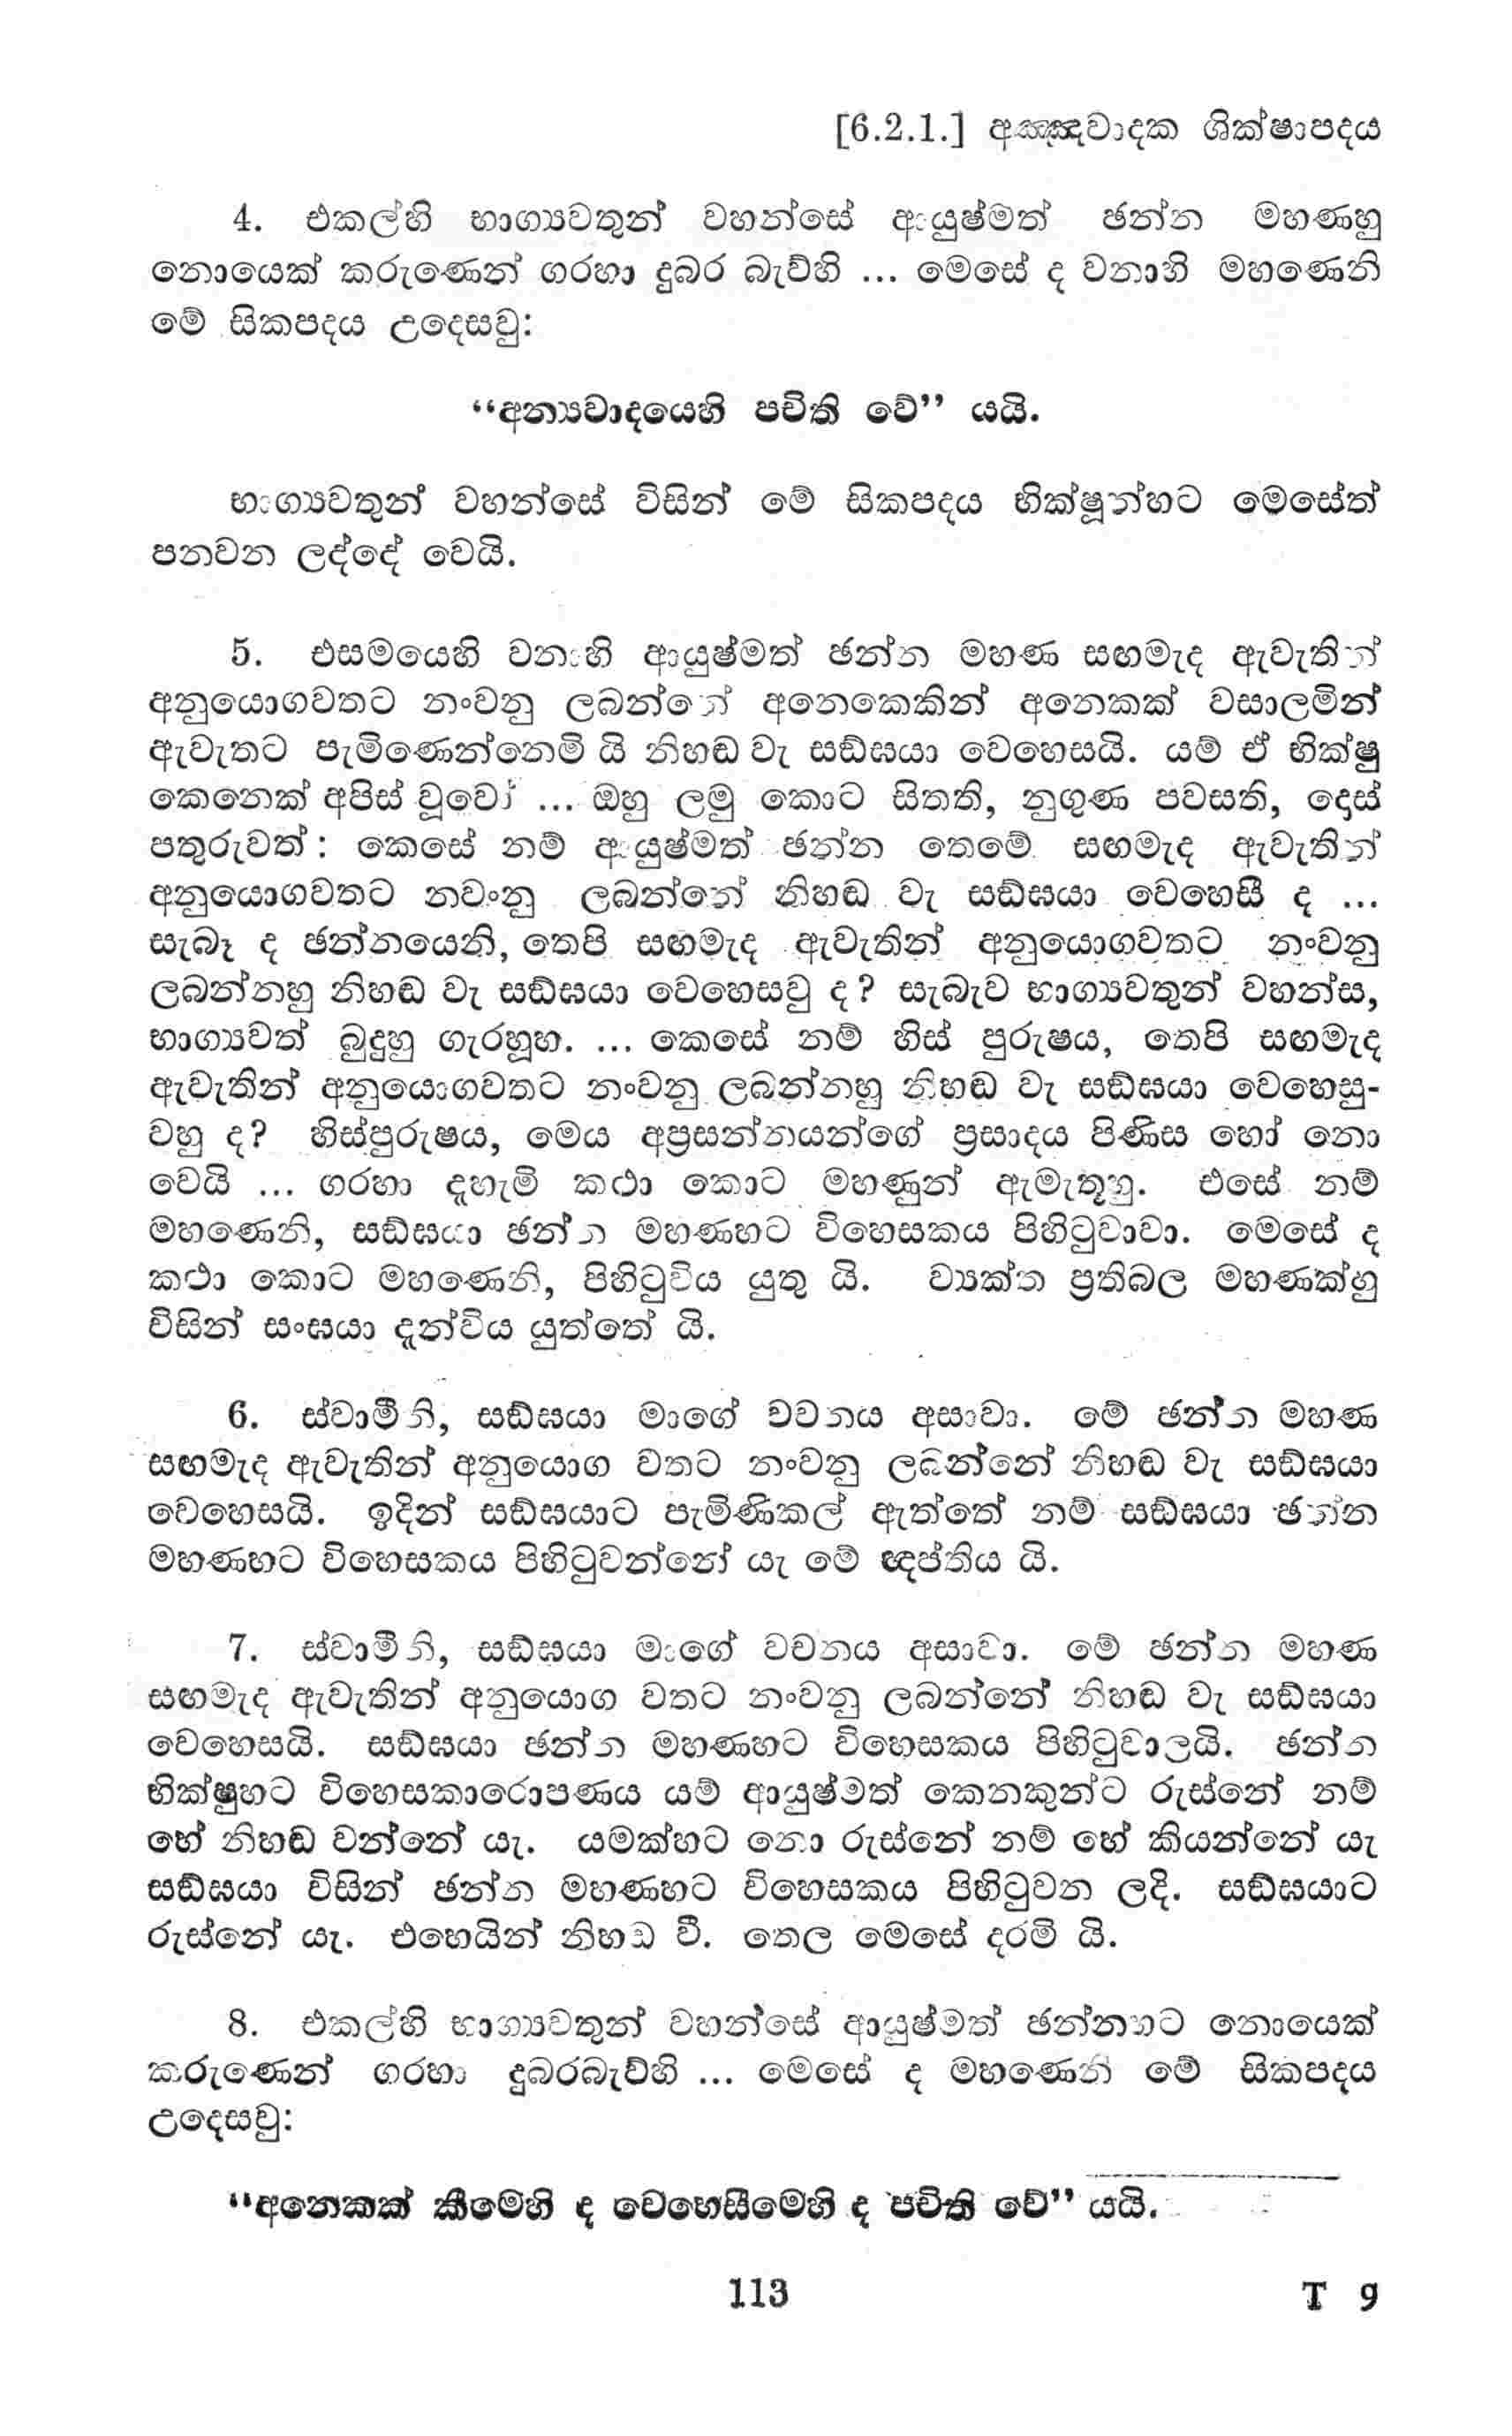 [6.2.1.] අඤ්ඤවාදක ශික්ෂාපදය
4. එකල්හි භාග්‍යවතුන් වහන්සේ ආයුෂ්මත් ඡන්න මහණහු
නොයෙක් කරුණෙන් ගරහා දුබර බැව්හි ... මෙසේ ද වනාහි මහණෙනි
මේ සිකපදය උදෙසවු:
“අන්‍යවාදයෙහි පචිති වේ” යයි.
භාග්‍යවතුන් වහන්සේ විසින් මේ සිකපදය භික්ෂූන්හට මෙසේත්
පනවන ලද්දේ වෙයි.
5. එසමයෙහි වනාහි ආයුෂ්මත් ඡන්න මහණ සඟමැද ඇවැතින්
අනුයොගවතට නංවනු ලබන්නේ අනෙකෙකින් අනෙකක් වසාලමින්
ඇවැතට පැමිණෙන්නෙමි යි නිහඬ වැ සඞ්ඝයා වෙහෙසයි. යම් ඒ භික්ෂු
කෙනෙක් අපිස් වූවෝ ... ඔහු ලමු කොට සිතති, නුගුණ පවසති, දොස්
පතුරුවත්: කෙසේ නම් ආයුෂ්මත් ඡන්න තෙමේ සඟමැද ඇවැතින්
අනුයොගවතට නවංනු ලබන්නේ නිහඬ වැ සඞ්ඝයා වෙහෙසී ද ...
සැබෑ ද ඡන්නයෙනි, තෙපි සඟමැද ඇවැතින් අනුයොගවතට නංවනු
ලබන්නහු නිහඬ වැ සඞ්ඝයා වෙහෙසවු ද? සැබැව භාග්‍යවතුන් වහන්ස,
භාග්‍යවත් බුදුහු ගැරහූහ. ... කෙසේ නම් හිස් පුරුෂය, තෙපි සඟමැද
ඇවැතින් අනුයොගවතට නංවනු ලබන්නහු නිහඬ වැ සඞ්ඝයා වෙහෙසු-
වහු ද? හිස්පුරුෂය, මෙය අප්‍රසන්නයන්ගේ ප්‍රසාදය පිණිස හෝ නො
වෙයි ... ගරහා දැහැමි කථා කොට මහණුන් ඇමැතූහු. එසේ නම්
මහණෙනි, සඞ්ඝයා ඡන්න මහණහට විහෙසකය පිහිටුවාවා. මෙසේ ද
කථා කොට මහණෙනි, පිහිටුවිය යුතු යි. ව්‍යක්ත ප්‍රතිබල මහණක්හු
විසින් සංඝයා දැන්විය යුත්තේ යි.
6. ස්වාමීනි, සඞ්ඝයා මාගේ වචනය අසාවා. මේ ඡන්න මහණ
සඟමැද ඇවැතින් අනුයොග වතට නංවනු ලබන්නේ නිහඬ වැ සඞ්ඝයා
වෙහෙසයි. ඉදින් සඞ්ඝයාට පැමිණිකල් ඇත්තේ නම් සඞ්ඝයා ඡන්න
මහණහට විහෙසකය පිහිටුවන්නේ යැ මේ ඥප්තිය යි.
7. ස්වාමීනි, සඞ්ඝයා මාගේ වචනය අසාවා. මේ ඡන්න මහණ
සඟමැද ඇවැතින් අනුයොග වතට නංවනු ලබන්නේ නිහඬ වැ සඞ්ඝයා
වෙහෙසයි. සඞ්ඝයා ඡන්න මහණහට විහෙසකය පිහිටුවාලයි. ඡන්න
භික්ෂුහට විහෙසකාරොපණය යම් ආයුෂ්මත් කෙනකුන්ට රුස්නේ නම්
හේ නිහඬ වන්නේ යැ. යමක්හට නො රුස්නේ නම් හේ කියන්නේ යැ
සඞ්ඝයා විසින් ඡන්න මහණහට විහෙසකය පිහිටුවන ලදි. සඞ්ඝයාට
රුස්නේ යැ. එහෙයින් නිහඬ වී. තෙල මෙසේ දරමි යි.
8. එකල්හි භාග්‍යවතුන් වහන්සේ ආයුෂ්මත් ඡන්නහට නොයෙක්
කරුණෙන් ගරහා දුබරබැව්හි ... මෙසේ ද මහණෙනි මේ සිකපදය
උදෙසවු:
“අනෙකක් කීමෙහි ද වෙහෙසීමෙහි ද පචිති වේ” යයි.
113
T 9